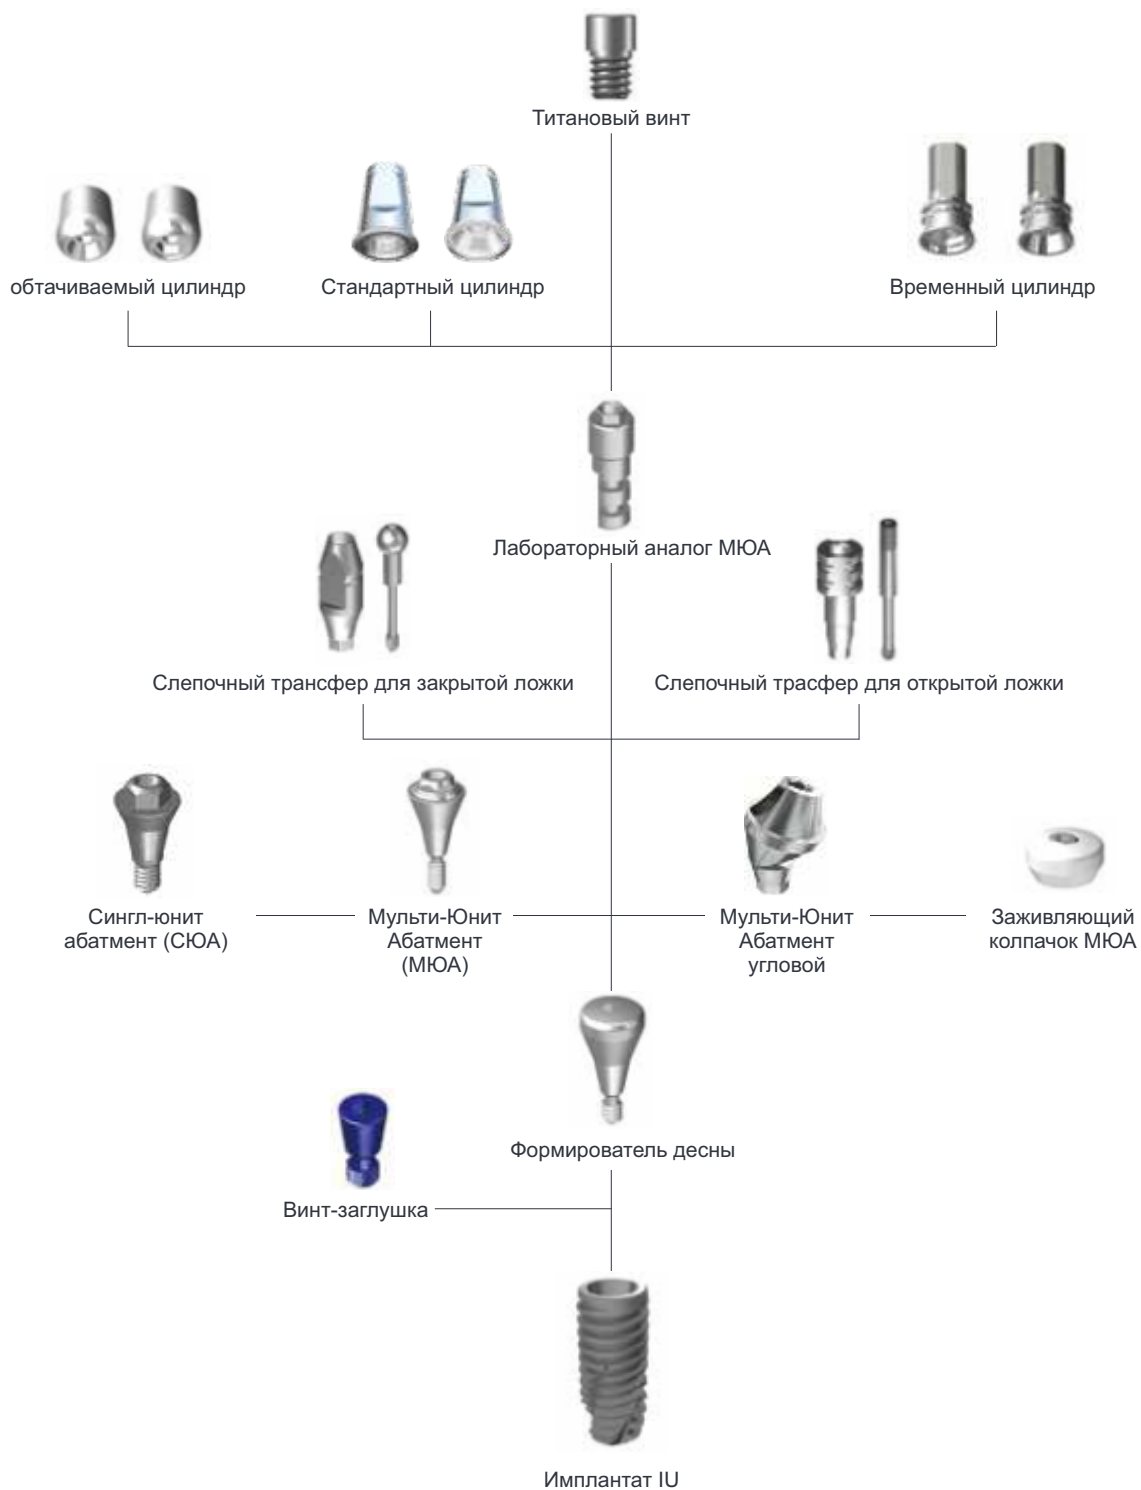 Титановый винт
обтачиваемый цилиндр
Стандартный цилиндр
Временный цилиндр
Лабораторный аналог МЮА
Слепочный трансфер для закрытой ложки
Слепочный трасфер для открытой ложки
Сингл-юнит
абатмент (СЮА)
Мульти-Юнит
Абатмент
(МЮА)
Мульти-Юнит
Абатмент
угловой
Заживляющий
колпачок МЮА
Формирователь десны
Винт-заглушка
Имплантат IU